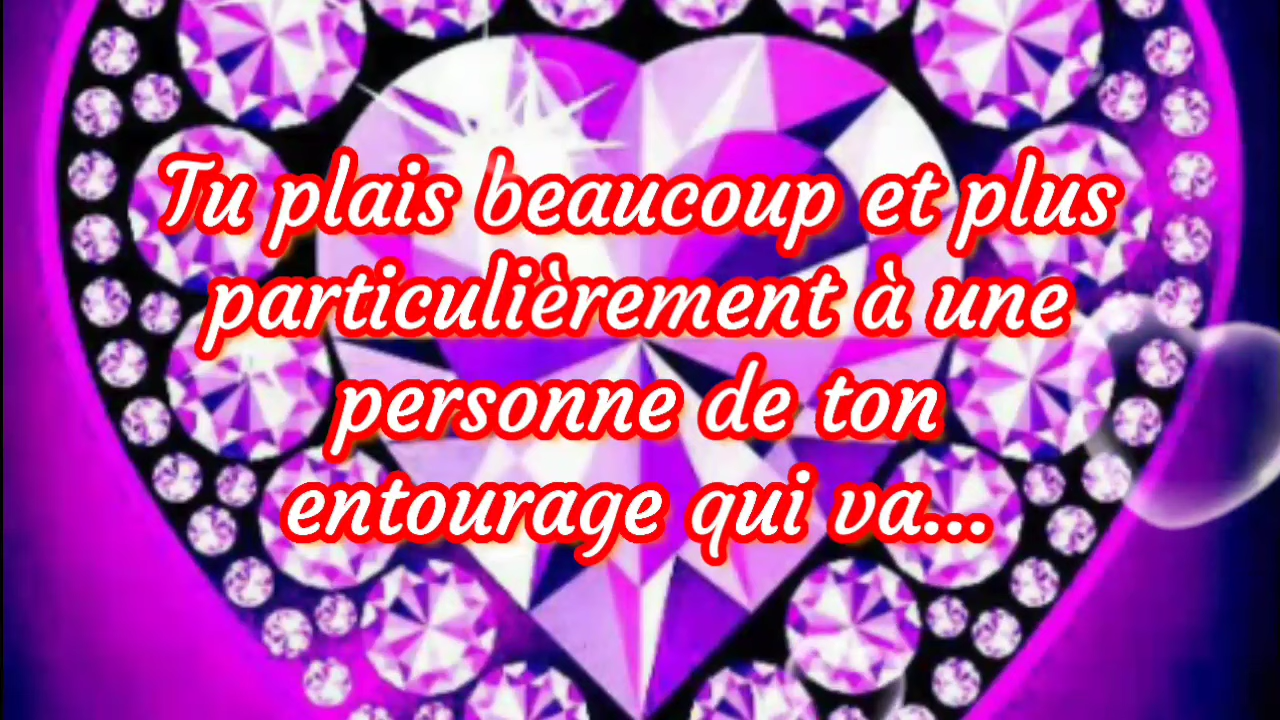 Tu plais beaucoup et plus
particulièrement à une
personne de ton
entourage qui va...